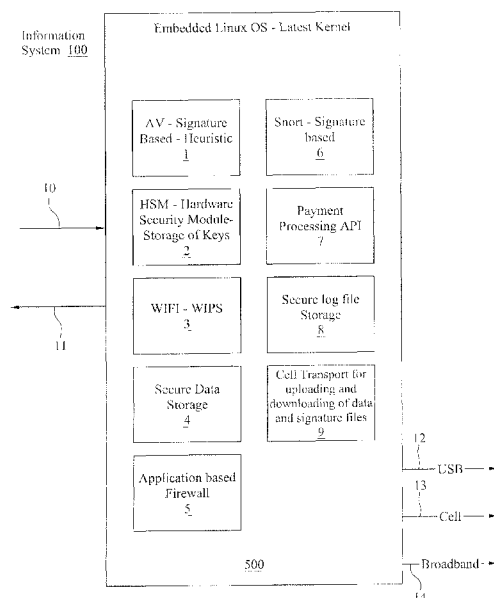 Information
System 100
Embedded Linux OS - Latest Kernel
AV - Signature
Based - Heuristic
1
Snort - Signature
based
6
10
HSM - Hardware
Security Module-
Storage of Keys
2
Payment
Processing API
7
11
WIFI - WIPS
3
Secure log file
Storage
8
Secure Data
Storage
4
Cell Transport for
uploading and
downloading of data
and signature files
9
12
USB
Application based
Firewall
5
13
Cell
500
Broadband
14